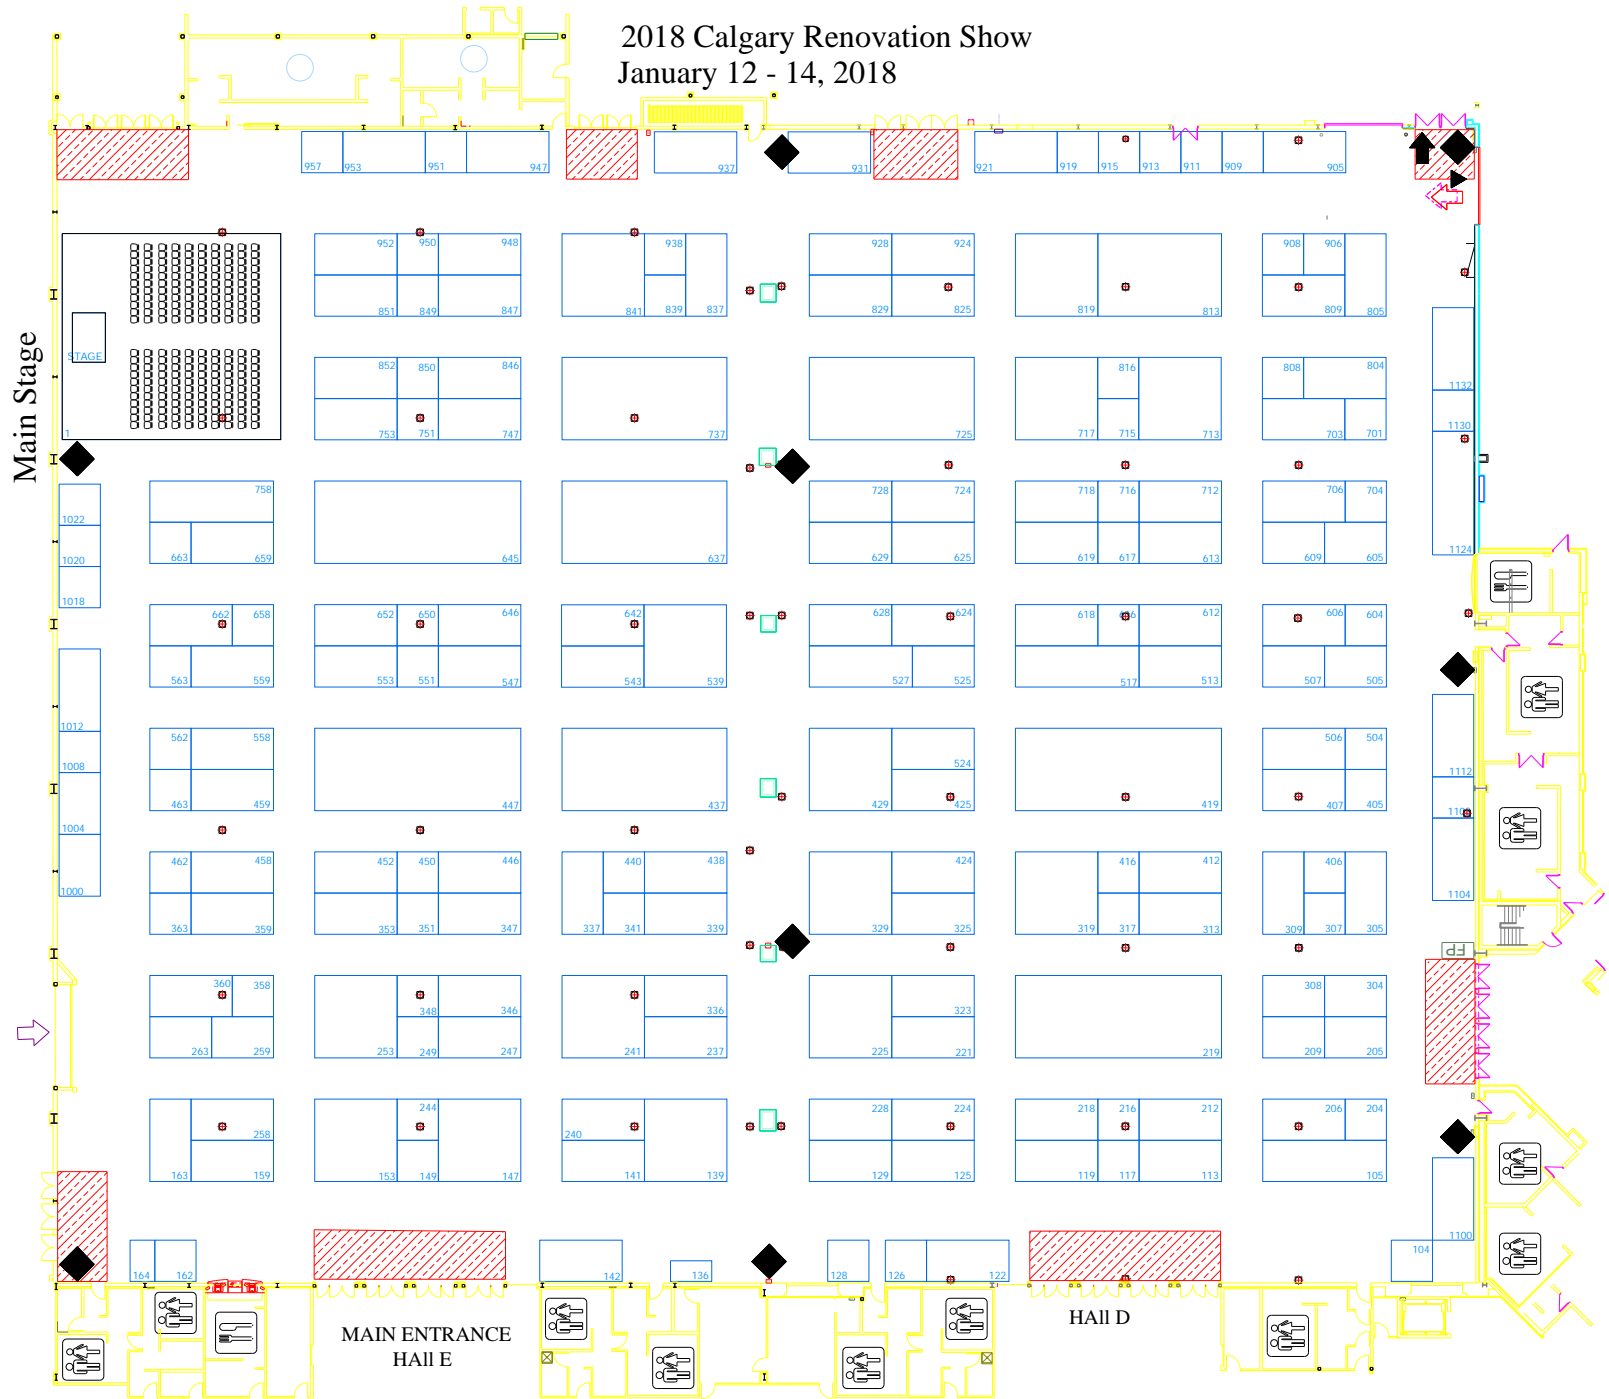 2018 Calgary Renovation Show
January 12 - 14, 2018
957 953 951 947 937 931 921 919 915 913 911 909 905
952 950 948 938 928 924 908 906
851 849 847 841 839 837 829 825 819 813 809 805
Main Stage
STAGE
1
852 850 846 816 808 804
753 751 747 737 725 717 715 713 703 701
1132
1130
1124
1022
1020
1018
758 728 724 718 716 712 706 704
663 659 645 637 629 625 619 617 613 609 605
662 658 652 650 646 642 628 624 618 612 606 604
563 559 553 551 547 543 539 527 525 517 513 507 505
1012
1008
1004
1000
562 558 524 506 504
463 459 447 437 429 425 419 407 405
1112
1104
462 458 452 450 446 440 438 424 416 412 406
363 359 353 351 347 337 341 339 329 325 319 317 313 309 307 305
FP
360 358 348 346 336 323 308 304
263 259 253 249 247 241 237 225 221 219 209 205
258 244 240 228 224 218 216 212 206 204
163 159 153 149 147 141 139 129 125 119 117 113 105
1100
164 162 142 136 128 126 122 104
MAIN ENTRANCE
HAll E
HAll D